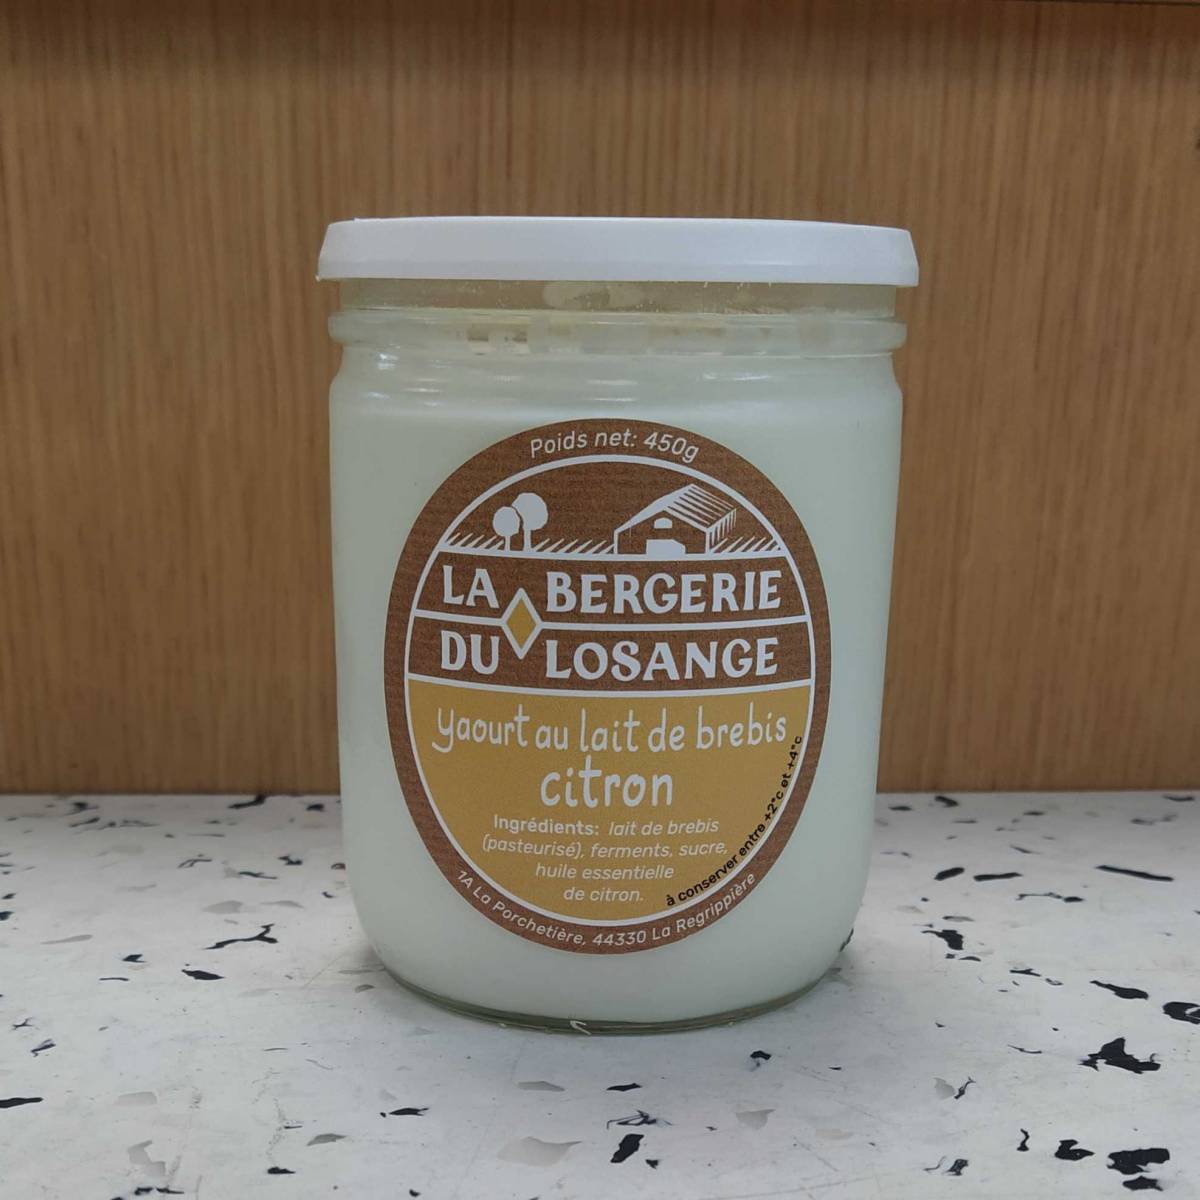 Poids net: 450g
LA BERGERIE
DU LOSANGE
yaourt au lait de brebis
citron
Ingrédients: lait de brebis
(pasteurisé), ferments, sucre,
huile essentielle
de citron.
à conserver entre +2°c et +4°c
1A La Porchetière, 44330 La Regrippière